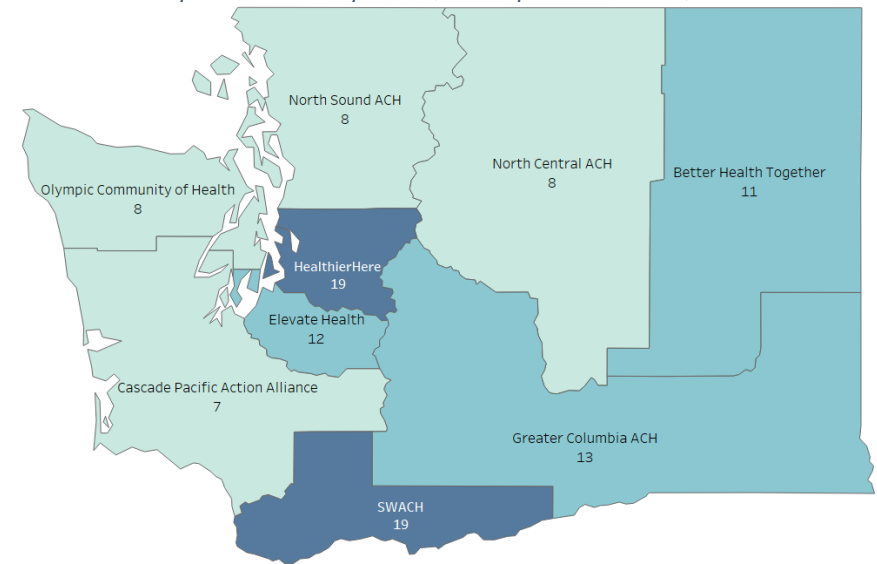 North Sound ACH
8
North Central ACH
8
Better Health Together
11
Olympic Community of Health
8
HealthierHere
19
Elevate Health
12
Cascade Pacific Action Alliance
7
Greater Columbia ACH
13
SWACH
19